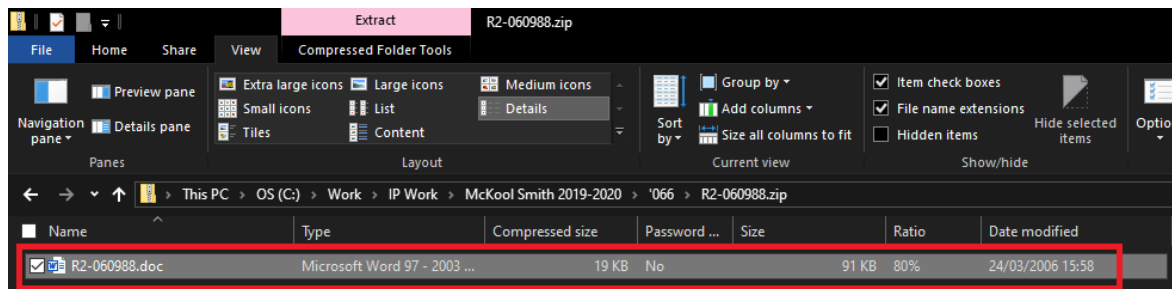 Extract R2-060988.zip
File Home Share View Compressed Folder Tools
Preview pane Extra large icons Large icons Medium icons Group by Item check boxes
Navigation pane Details pane Small icons List Details Sort by Add columns File name extensions Hide selected items Optio
Tiles Content Size all columns to fit Hidden items
Panes Layout Current view Show/hide
This PC > OS (C:) > Work > IP Work > McKool Smith 2019-2020 > '066 > R2-060988.zip
Name Type Compressed size Password ... Size Ratio Date modified
R2-060988.doc Microsoft Word 97 - 2003 ... 19 KB No 91 KB 80% 24/03/2006 15:58